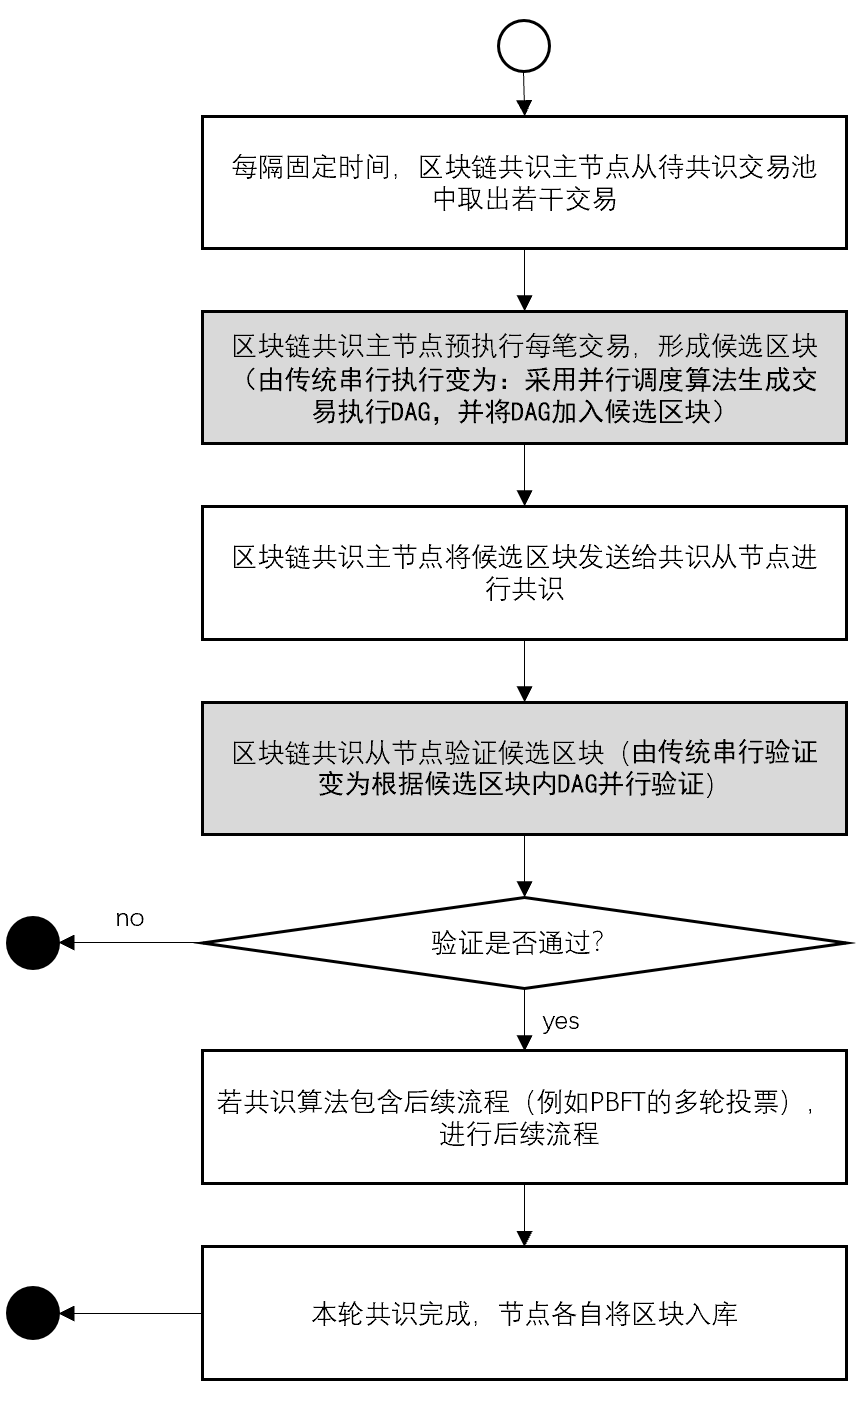 每隔固定时间，区块链共识主节点从待共识交易池
中取出若干交易
区块链共识主节点预执行每笔交易，形成候选区块
（由传统串行执行变为：采用并行调度算法生成交
易执行DAG，并将DAG加入候选区块）
区块链共识主节点将候选区块发送给共识从节点进
行共识
区块链共识从节点验证候选区块（由传统串行验证
变为根据候选区块内DAG并行验证）
验证是否通过？
no
yes
若共识算法包含后续流程（例如PBFT的多轮投票），
进行后续流程
本轮共识完成，节点各自将区块入库